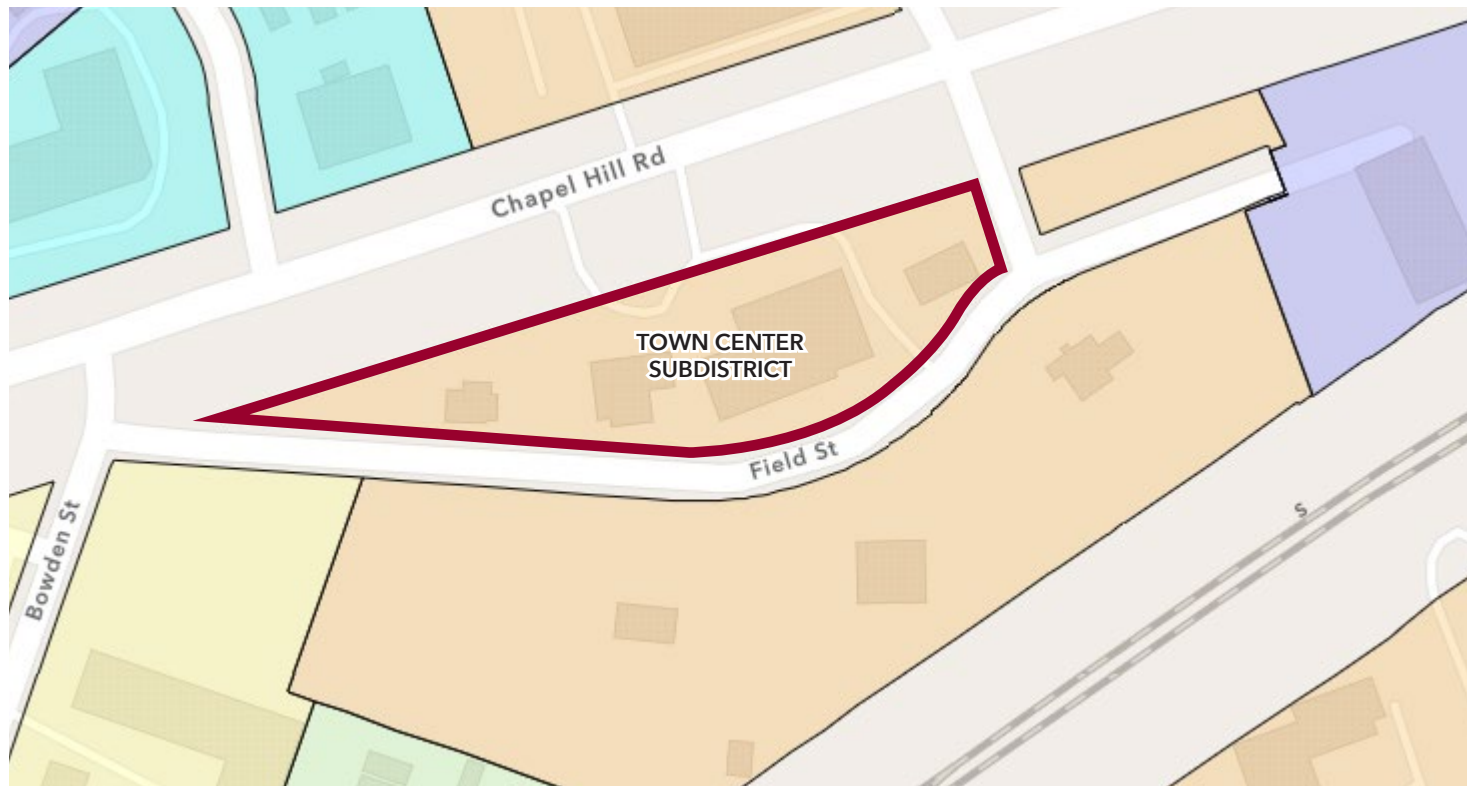 Chapel Hill Rd
TOWN CENTER
SUBDISTRICT
Field St
Bowden St
S